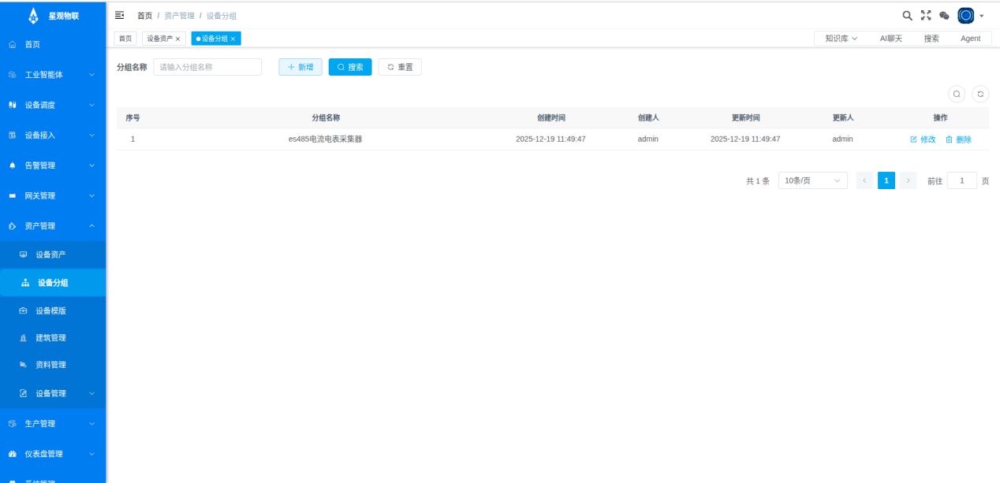 星观物联
首页 / 资产管理 / 设备分组
首页 设备资产 × ●设备分组 ×
知识库 AI聊天 搜索 Agent
首页
工业智能体
设备调度
设备接入
告警管理
网关管理
资产管理
设备资产
设备分组
设备模版
建筑管理
资料管理
设备管理
生产管理
仪表盘管理
系统管理
分组名称 请输入分组名称 + 新增 搜索 重置
序号 分组名称 创建时间 创建人 更新时间 更新人 操作
1 es485电流电表采集器 2025-12-19 11:49:47 admin 2025-12-19 11:49:47 admin 修改 删除
共 1 条 10条/页 < 1 > 前往 1 页